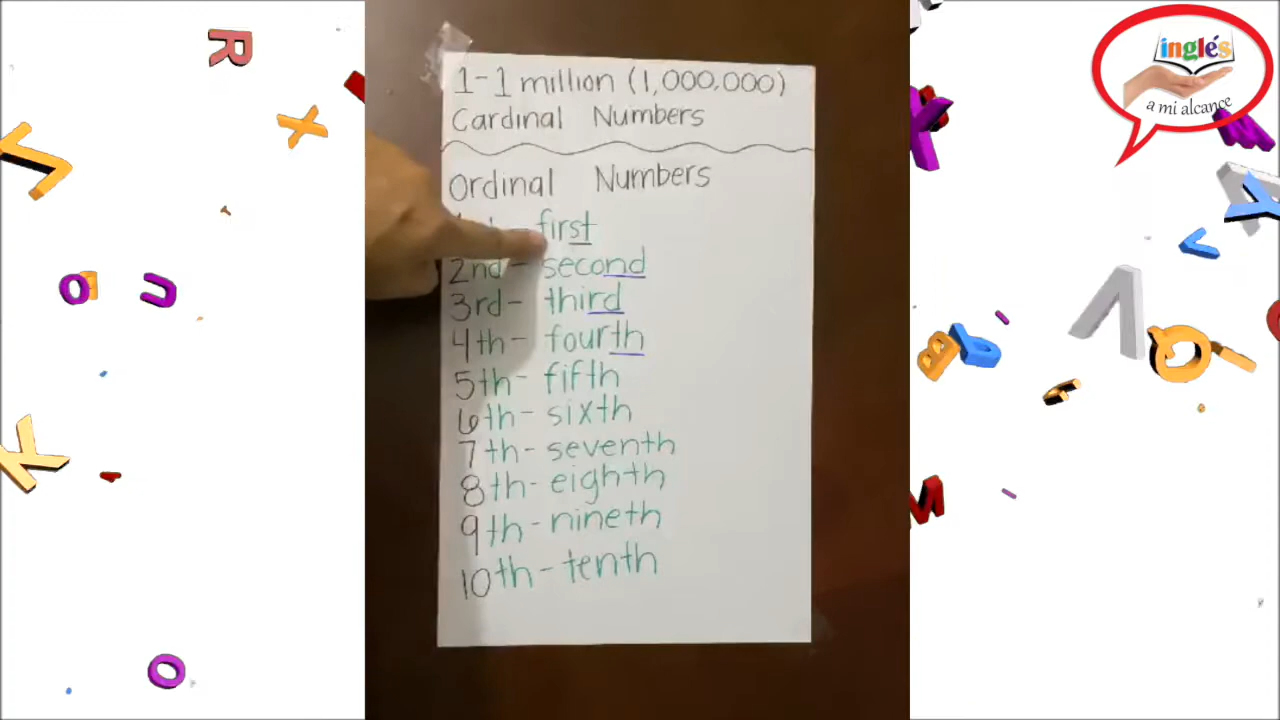 1-1 million (1,000,000)
Cardinal Numbers
Ordinal Numbers
first
2nd - second
3rd - third
4th - fourth
5th - fifth
6th - sixth
7th - seventh
8th - eighth
9th - nineth
10th - tenth
inglés
a mi alcance